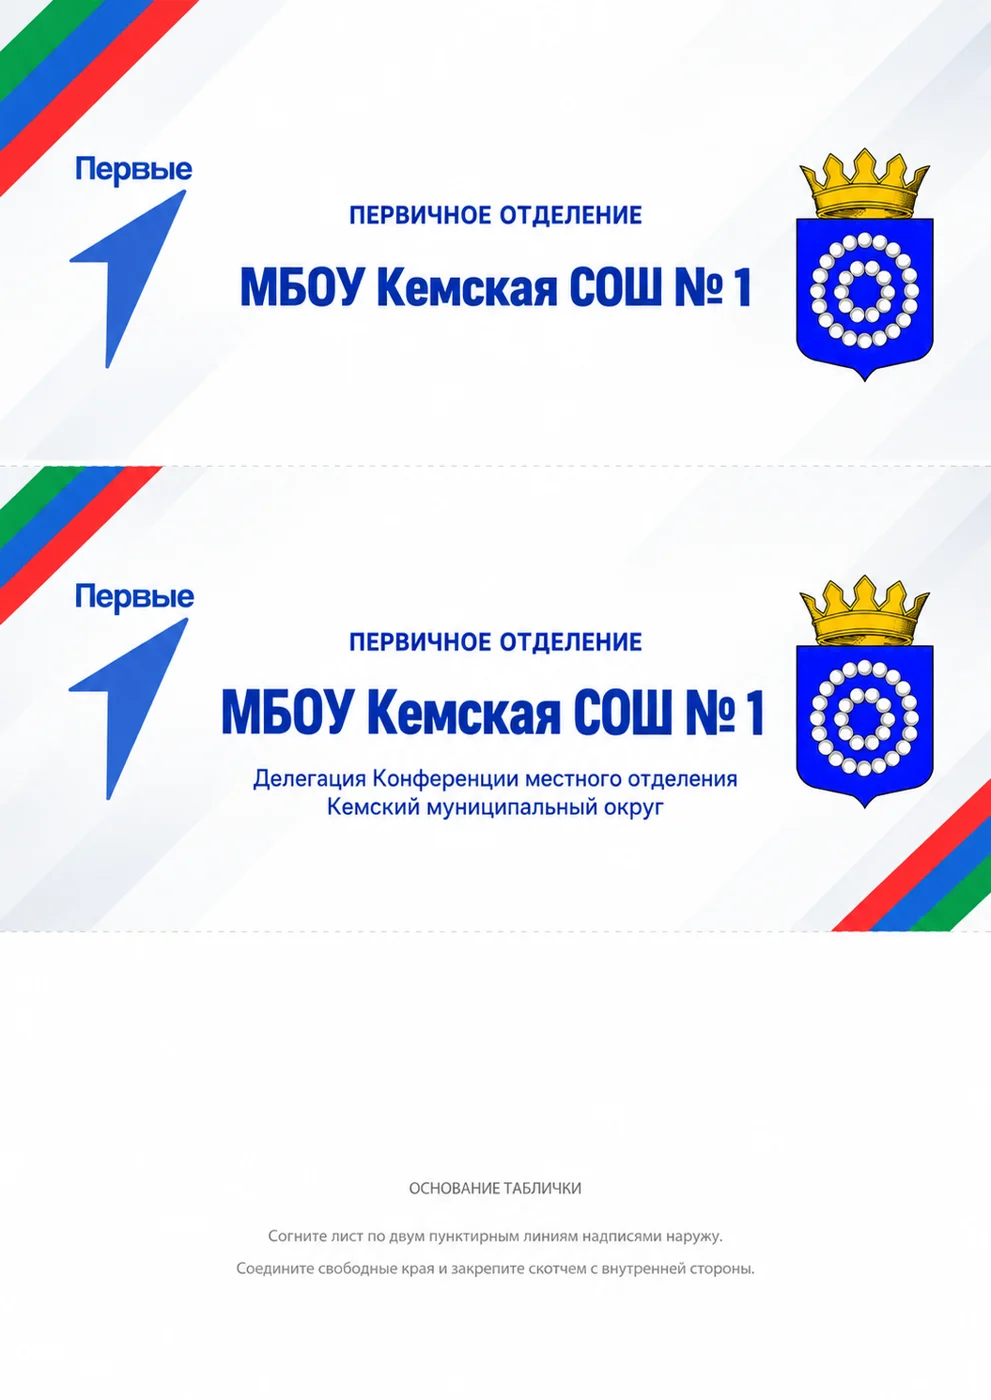 Первые
ПЕРВИЧНОЕ ОТДЕЛЕНИЕ
МБОУ Кемская СОШ № 1
Первые
ПЕРВИЧНОЕ ОТДЕЛЕНИЕ
МБОУ Кемская СОШ № 1
Делегация Конференции местного отделения
Кемский муниципальный округ
ОСНОВАНИЕ ТАБЛИЧКИ
Согните лист по двум пунктирным линиям надписями наружу.
Соедините свободные края и закрепите скотчем с внутренней стороны.